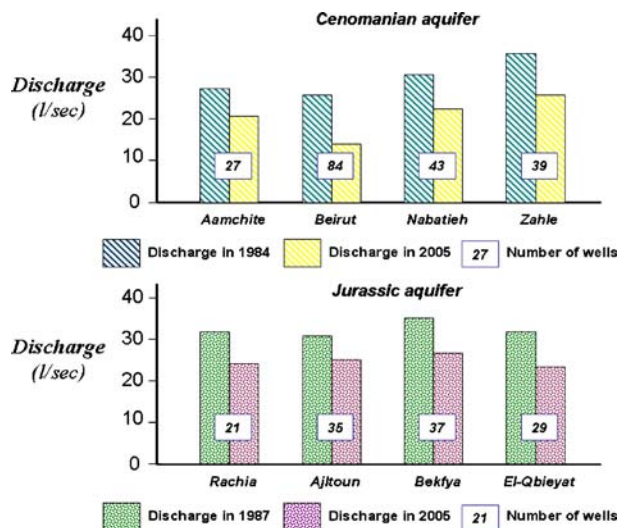 Cenomanian aquifer
Discharge
(l/sec)
40
30
20
10
0
27
84
43
39
Aamchite
Beirut
Nabatieh
Zahle
Discharge in 1984
Discharge in 2005
27
Number of wells
Jurassic aquifer
Discharge
(l/sec)
40
30
20
10
0
21
35
37
29
Rachia
Ajltoun
Bekfya
El-Qbieyat
Discharge in 1987
Discharge in 2005
21
Number of wells